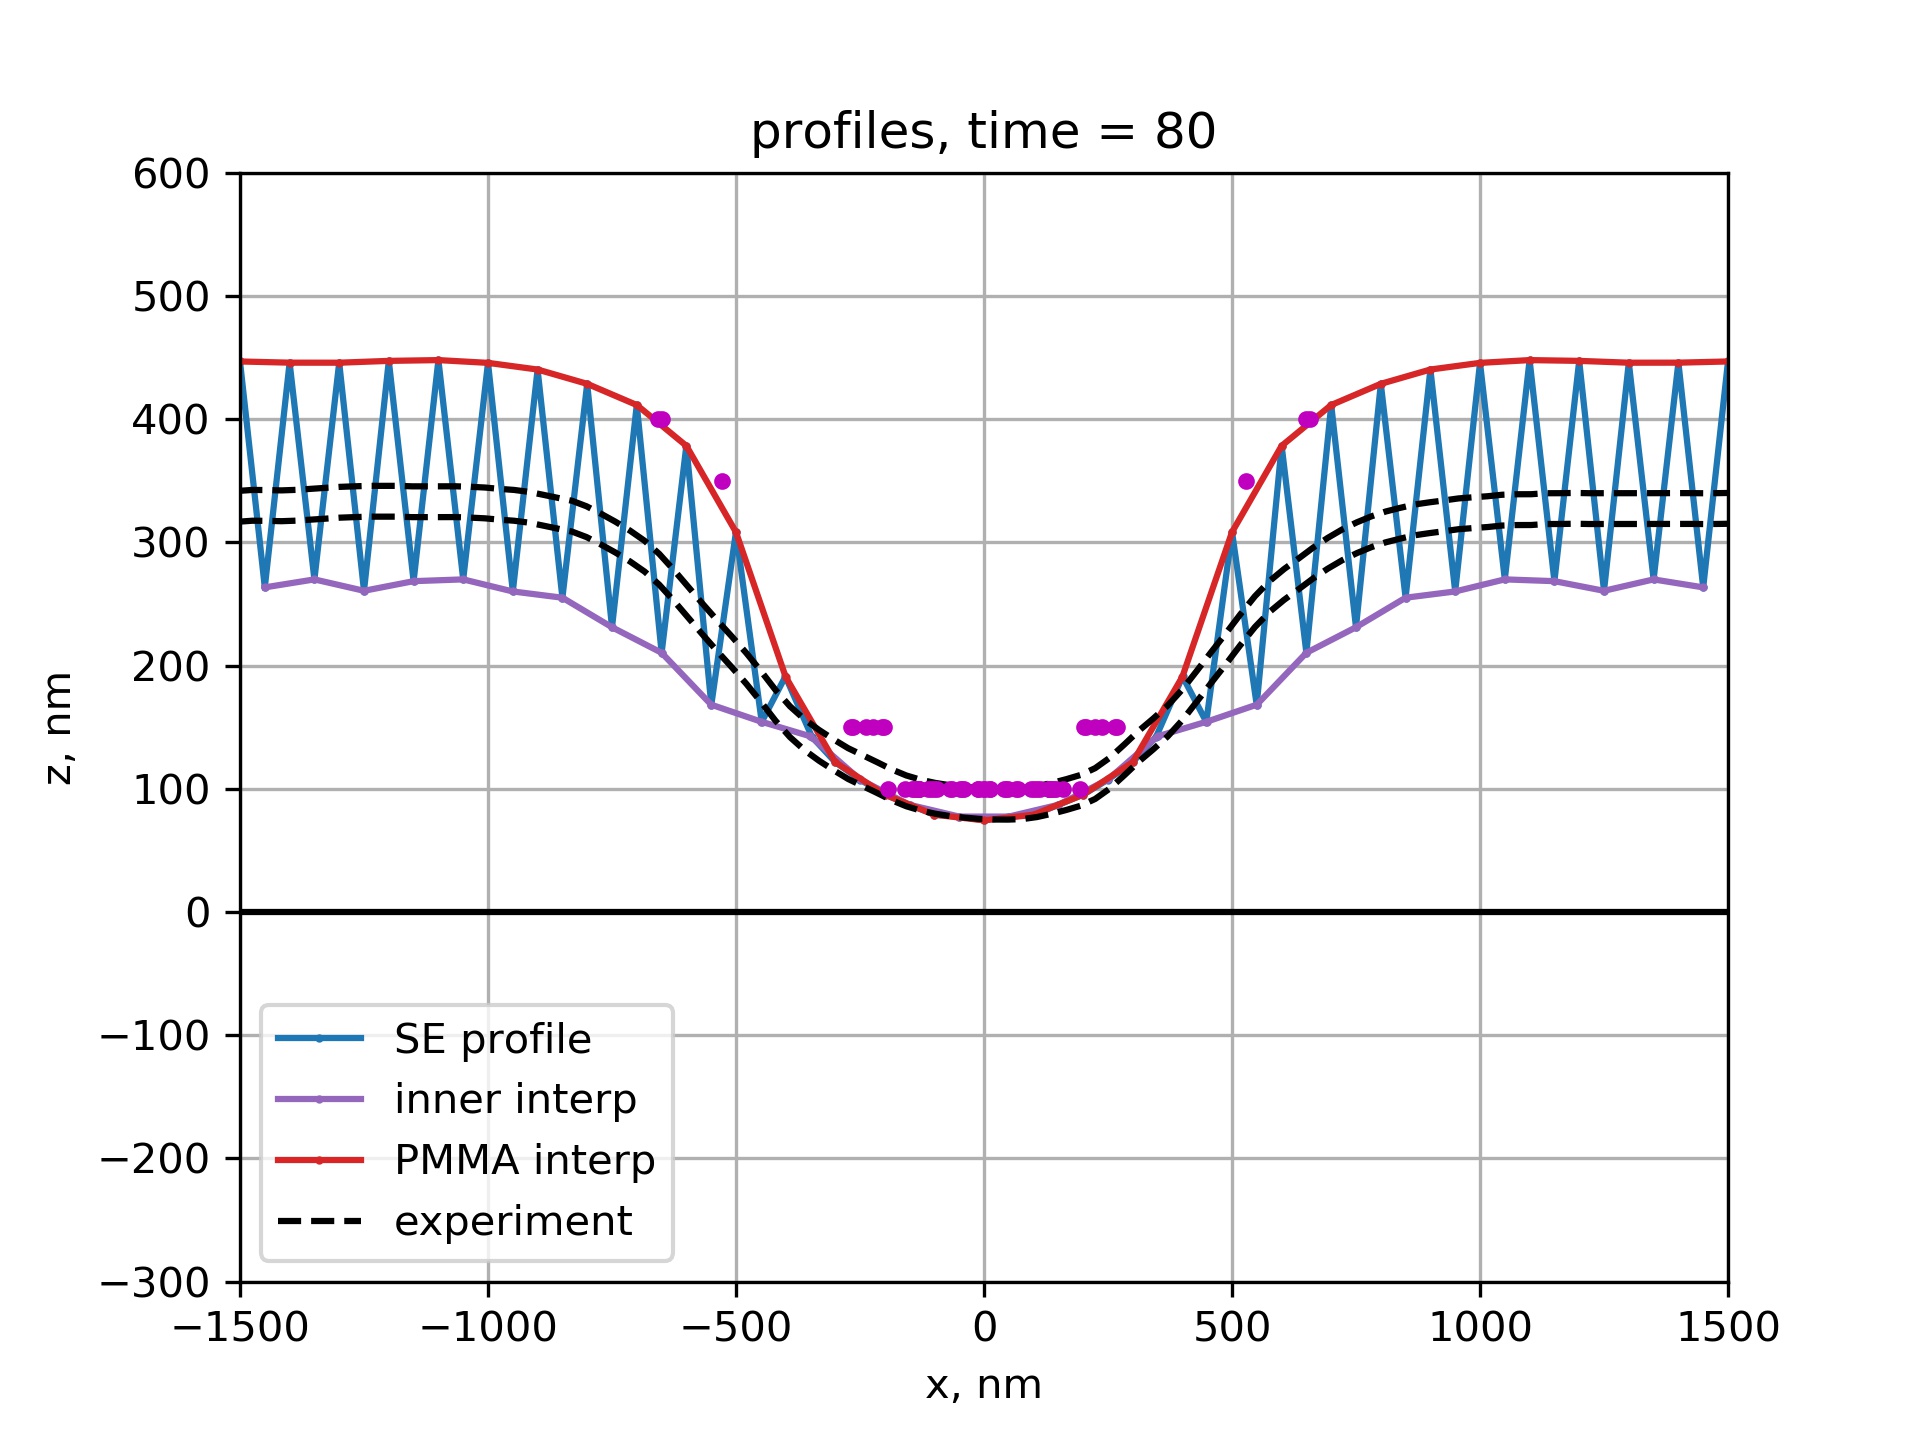 profiles, time = 80
600
500
400
300
200
100
0
−100
−200
−300
z, nm
−1500
−1000
−500
0
500
1000
1500
x, nm
SE profile
inner interp
PMMA interp
experiment